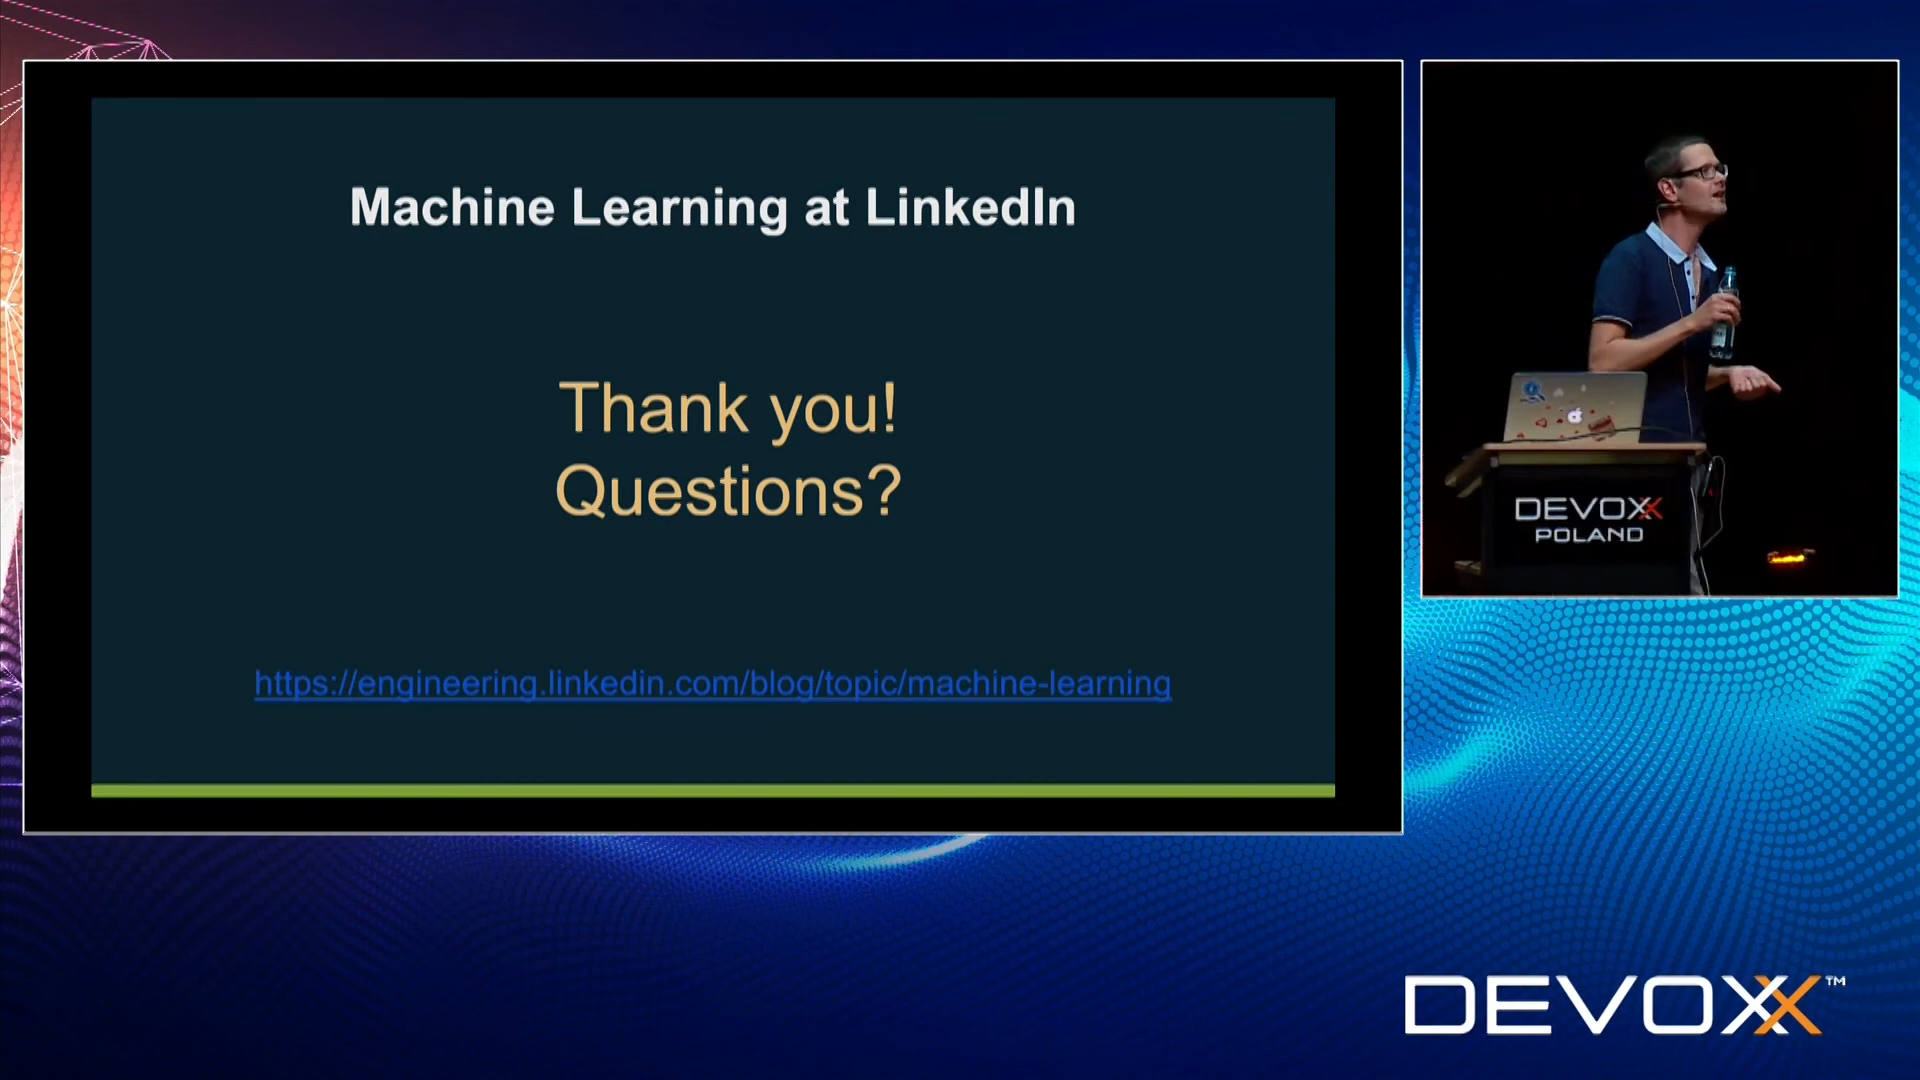 Machine Learning at LinkedIn
Thank you!
Questions?
https://engineering.linkedin.com/blog/topic/machine-learning
DEVOXX
POLAND
DEVOXX™